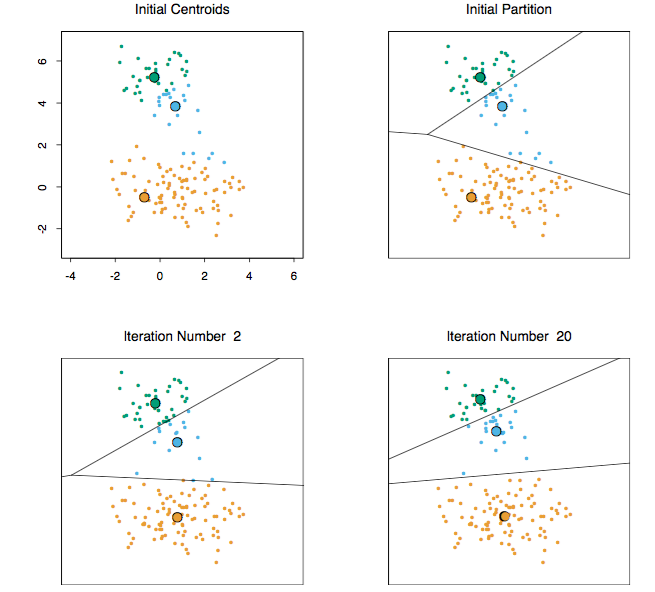 Initial Centroids
Initial Partition
6
4
2
0
-2
-4 -2 0 2 4 6
Iteration Number 2
Iteration Number 20